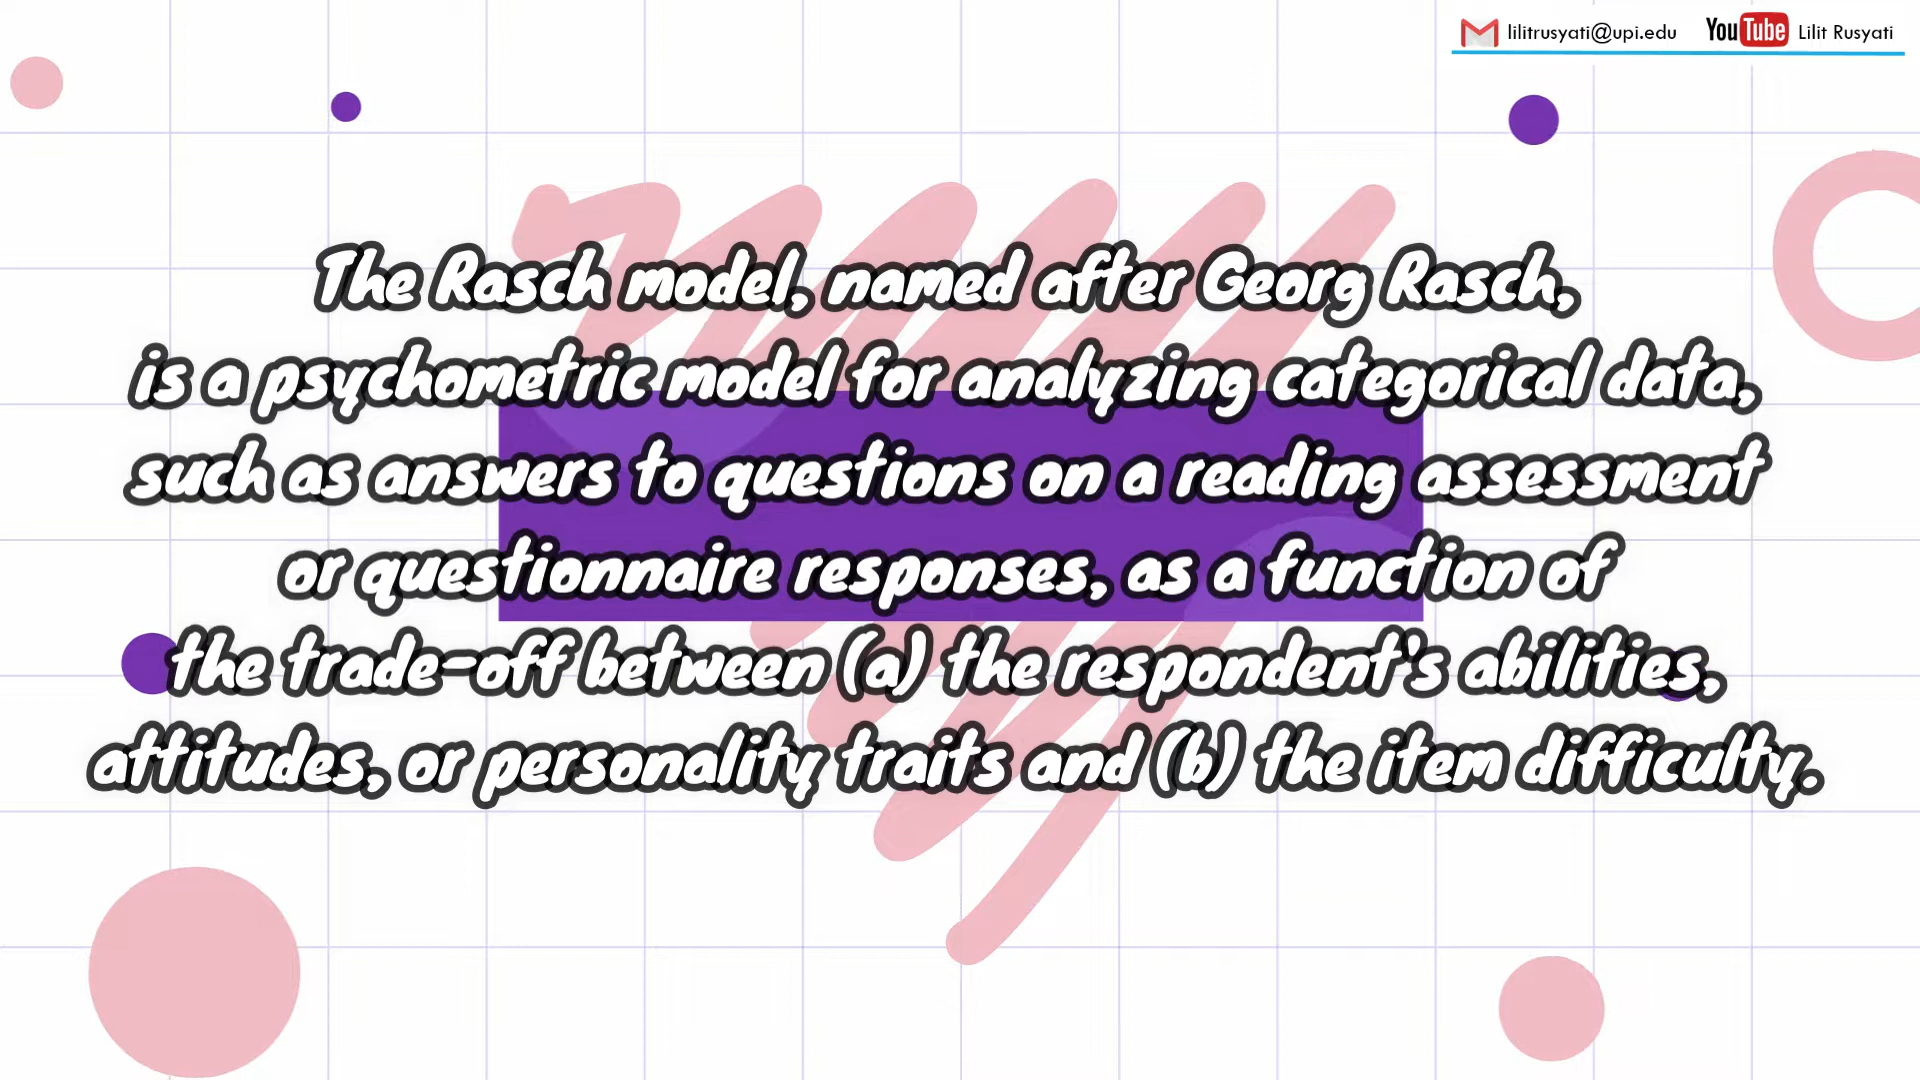 lilitrusyati@upi.edu YouTube Lilit Rusyati
The Rasch model, named after Georg Rasch,
is a psychometric model for analyzing categorical data,
such as answers to questions on a reading assessment
or questionnaire responses, as a function of
the trade-off between (a) the respondent's abilities,
attitudes, or personality traits and (b) the item difficulty.